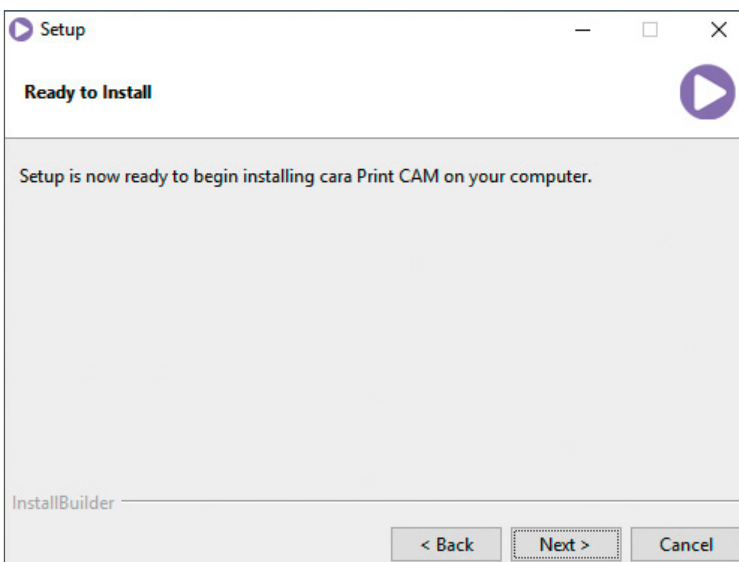 Setup
Ready to Install
Setup is now ready to begin installing cara Print CAM on your computer.
InstallBuilder
< Back Next > Cancel